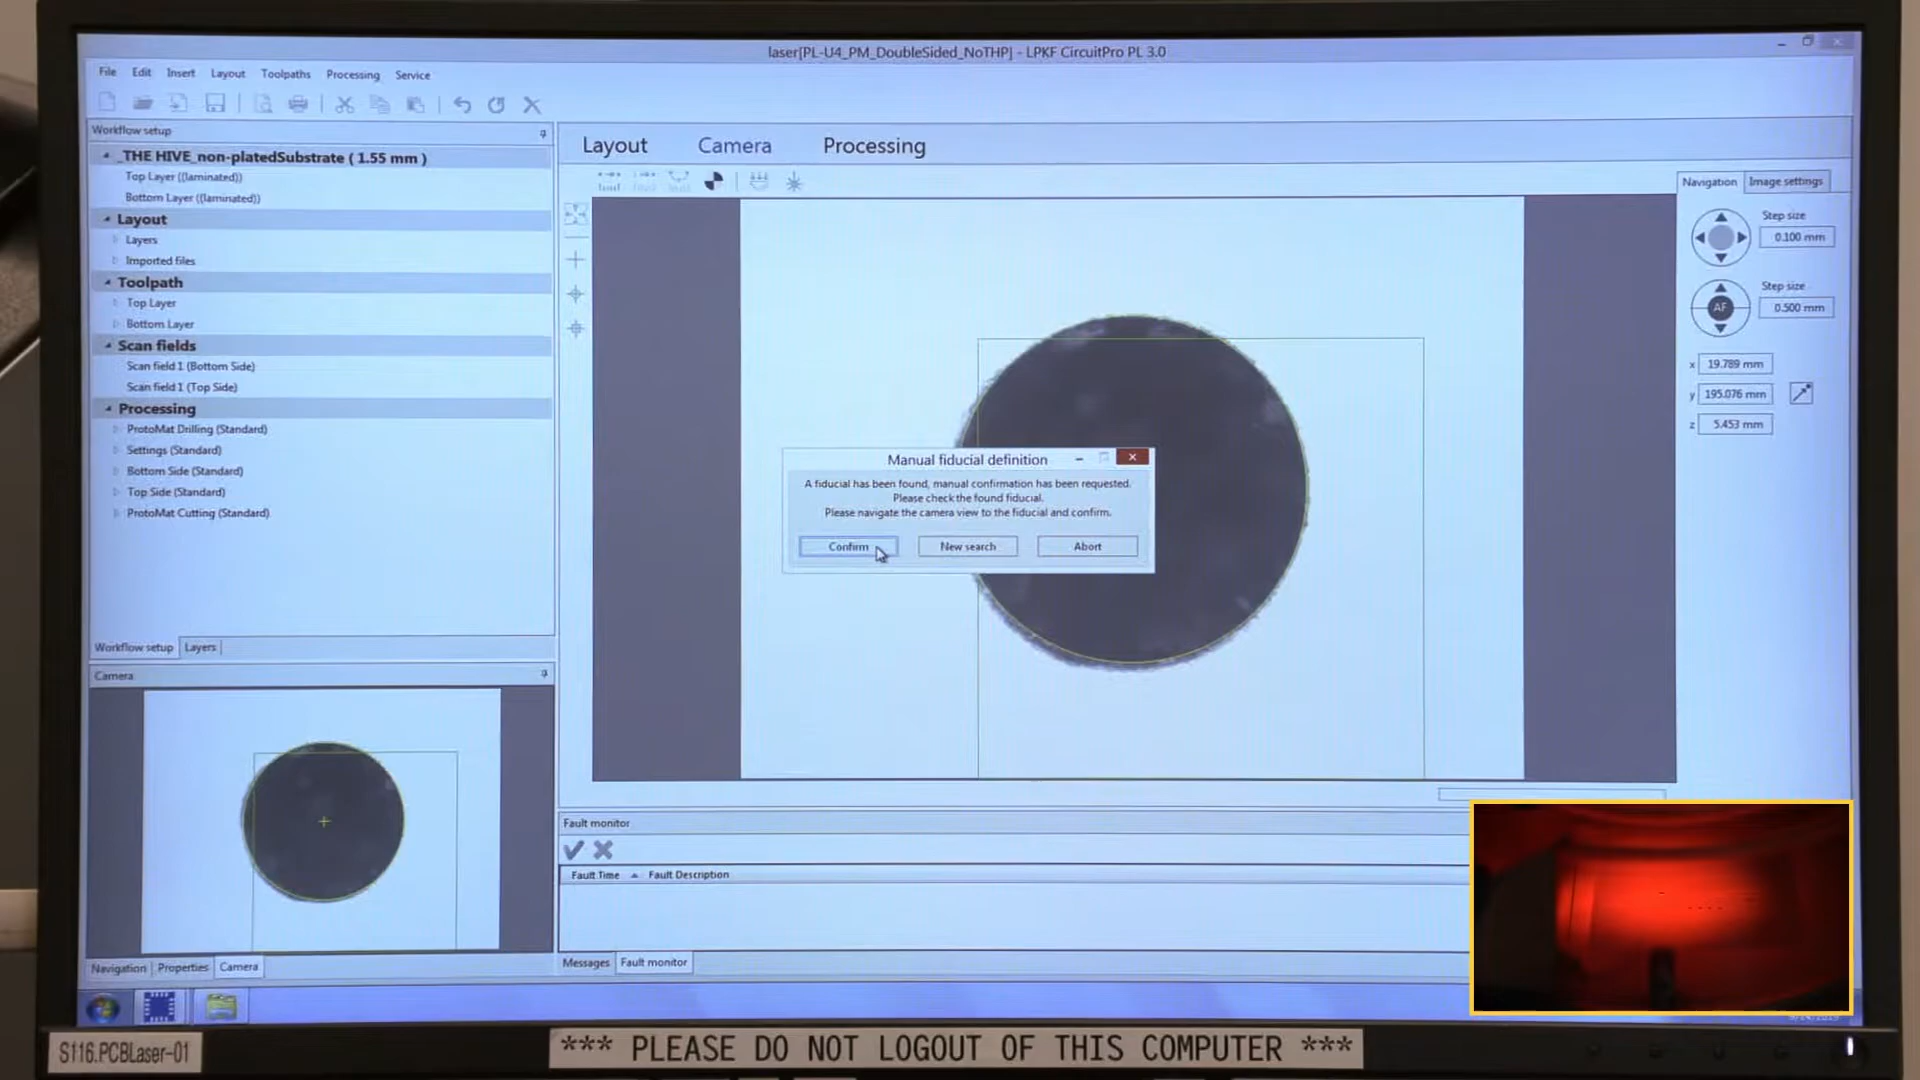 laser[PL-U4_PM_DoubleSided_NoTHP] - LPKF CircuitPro PL 3.0
File Edit Insert Layout Toolpaths Processing Service
Workflow setup
_THE HIVE_non-platedSubstrate ( 1.55 mm )
Top Layer ((laminated))
Bottom Layer ((laminated))
Layout
Layers
Imported files
Toolpath
Top Layer
Bottom Layer
Scan fields
Scan field 1 (Bottom Side)
Scan field 1 (Top Side)
Processing
ProtoMat Drilling (Standard)
Settings (Standard)
Bottom Side (Standard)
Top Side (Standard)
ProtoMat Cutting (Standard)
Workflow setup Layers
Camera
Navigation Properties Camera
Layout Camera Processing
Navigation Image settings
Step size
0.100 mm
Step size
AF 0.500 mm
x 19.789 mm
y 195.076 mm
z 5.453 mm
Manual fiducial definition
A fiducial has been found, manual confirmation has been requested.
Please check the found fiducial.
Please navigate the camera view to the fiducial and confirm.
Confirm New search Abort
Fault monitor
Fault Time Fault Description
Messages Fault monitor
S116.PCBLaser-01
*** PLEASE DO NOT LOGOUT OF THIS COMPUTER ***